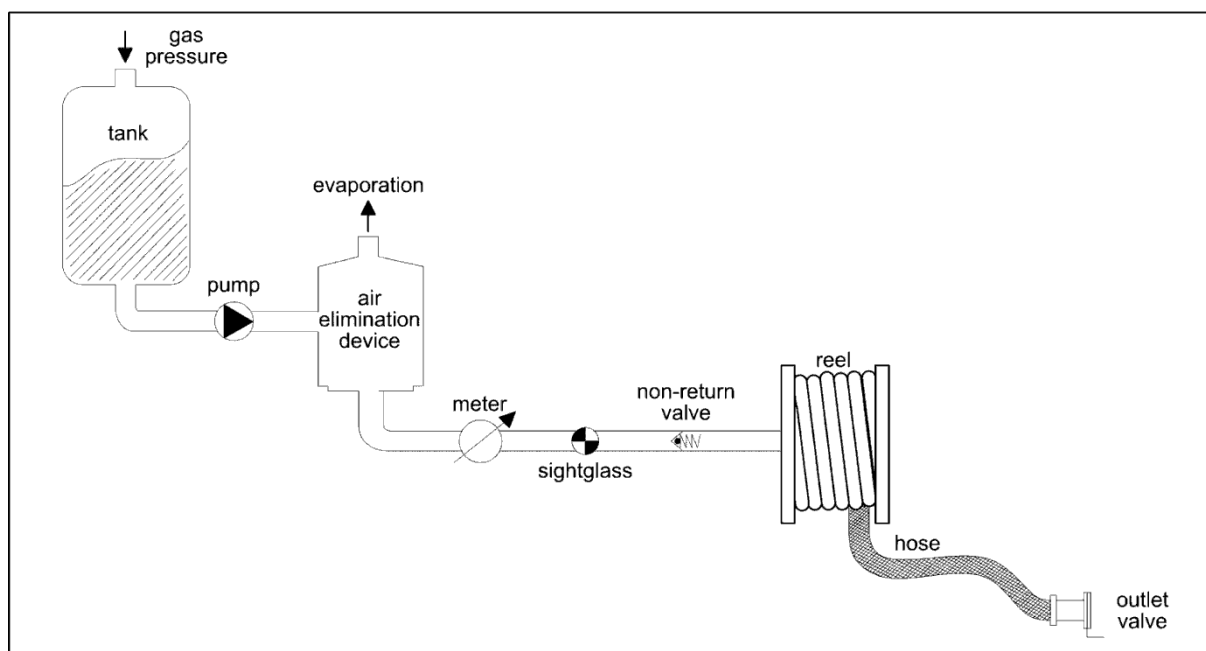 gas
pressure
tank
evaporation
pump
air
elimination
device
meter
sightglass
non-return
valve
reel
hose
outlet
valve